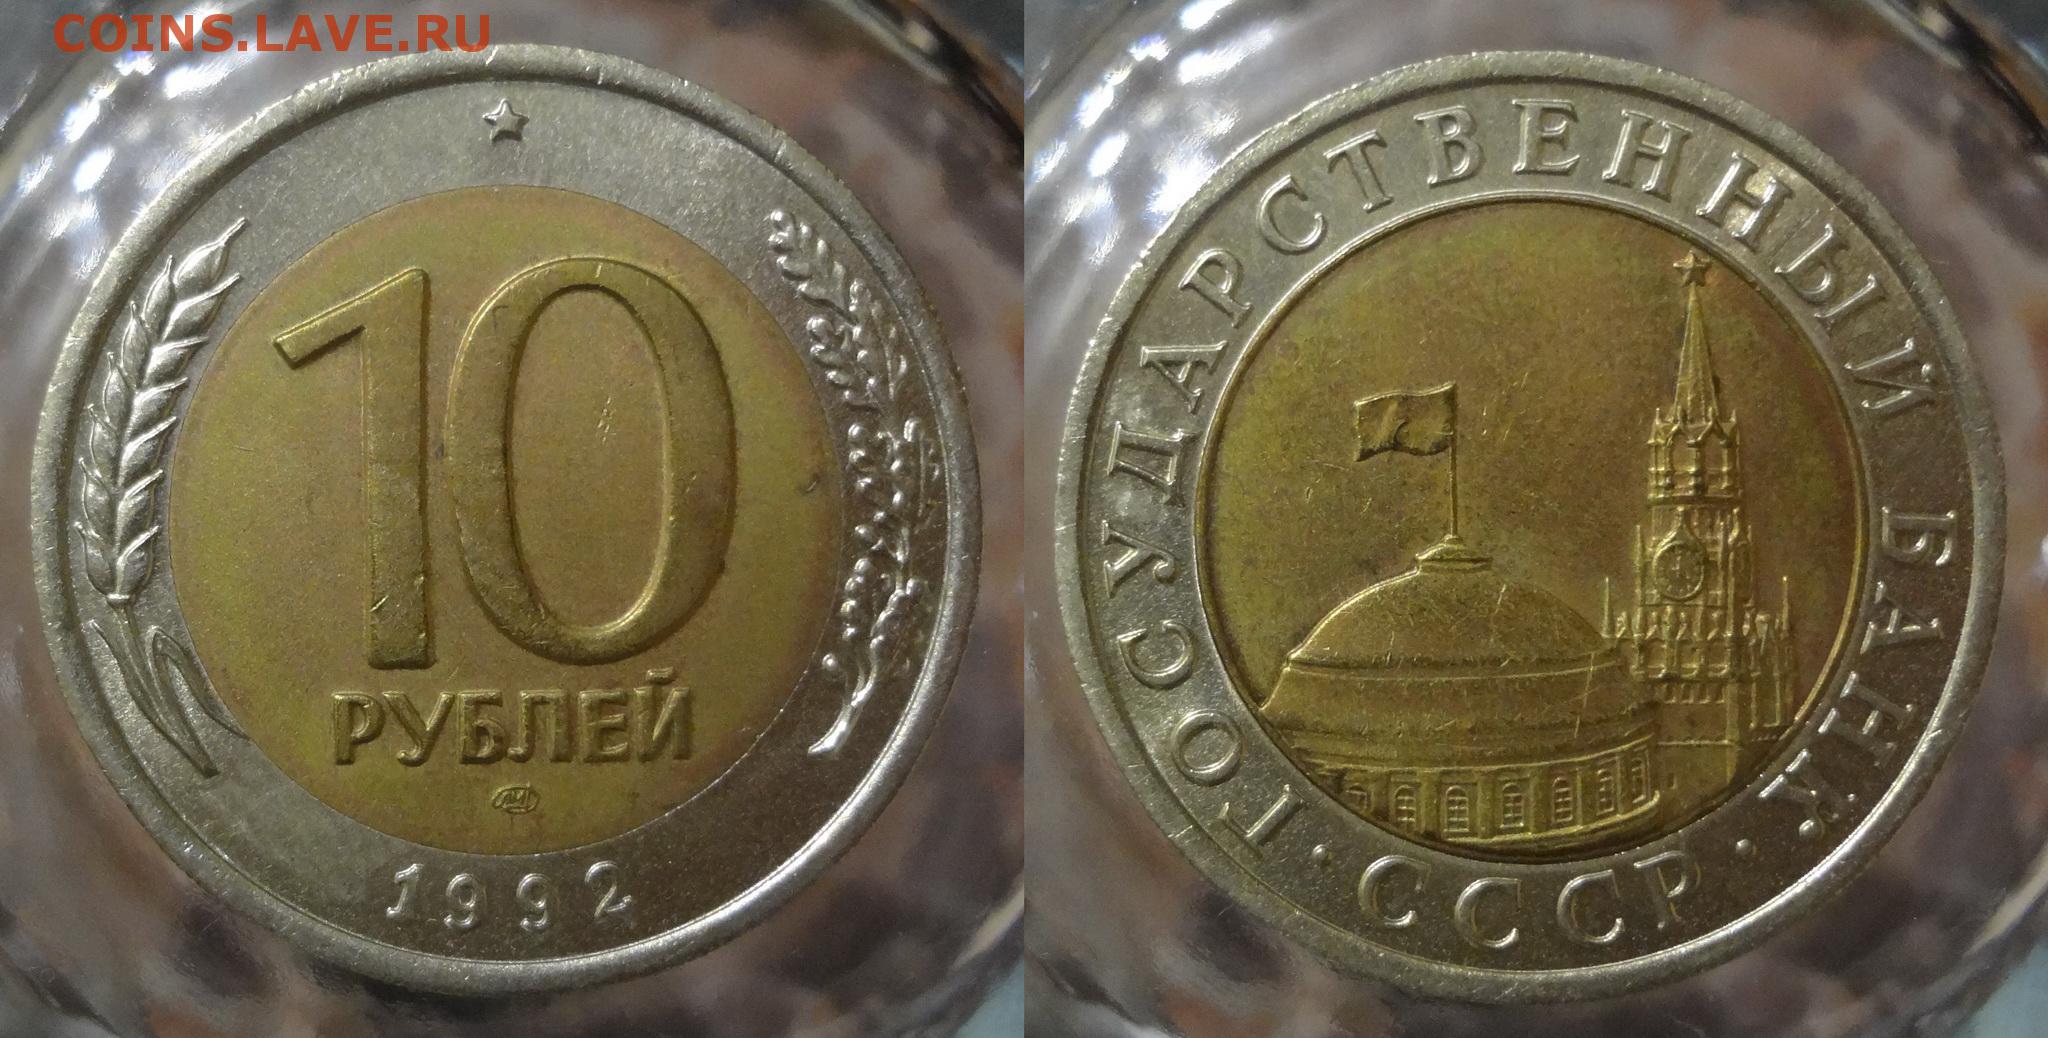 COINS.LAVE.RU
10
РУБЛЕЙ
ЛМД
1992
ГОСУДАРСТВЕННЫЙ БАНК
· СССР ·